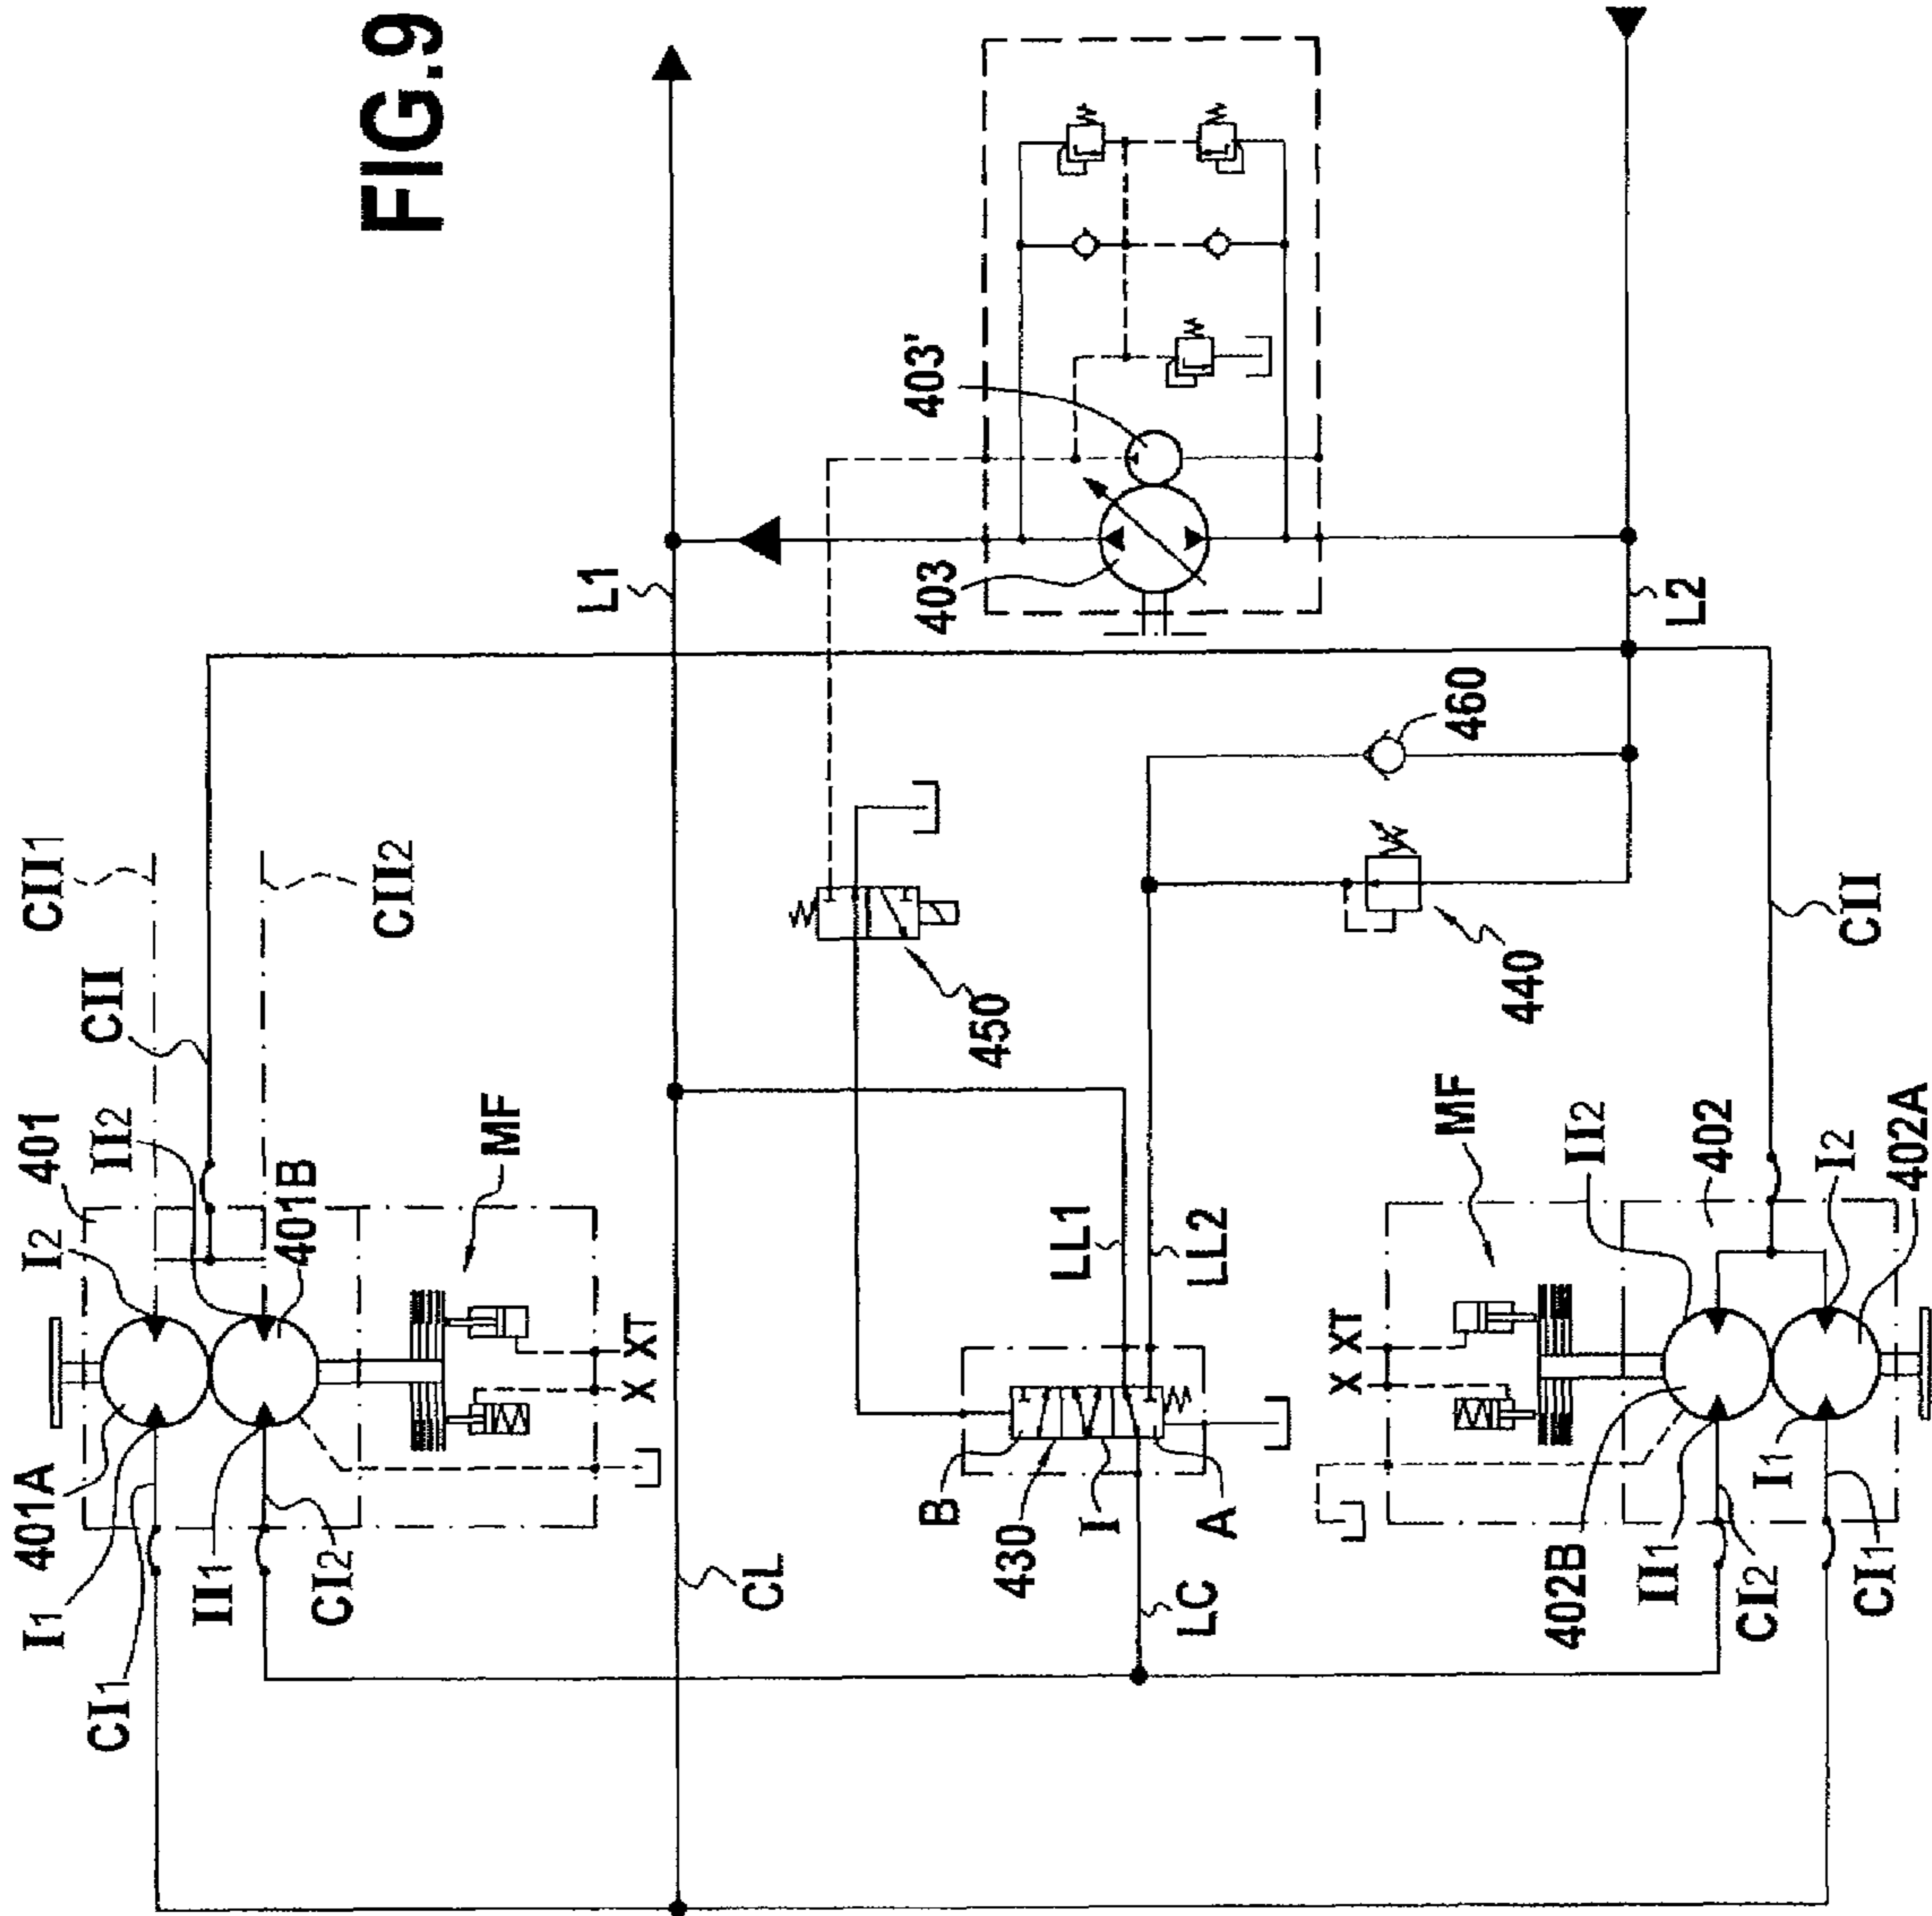 FIG.9
CII1
CII2
CII
401
II2
I2
401B
MF
X XT
401A
I1
II1
CI1
CI2
L1
403'
403
L2
460
450
440
CII
CL
LL1
LL2
B
430
I
A
LC
MF
II2
402
I2
402A
X XT
402B
II1
I1
CI2
CI1